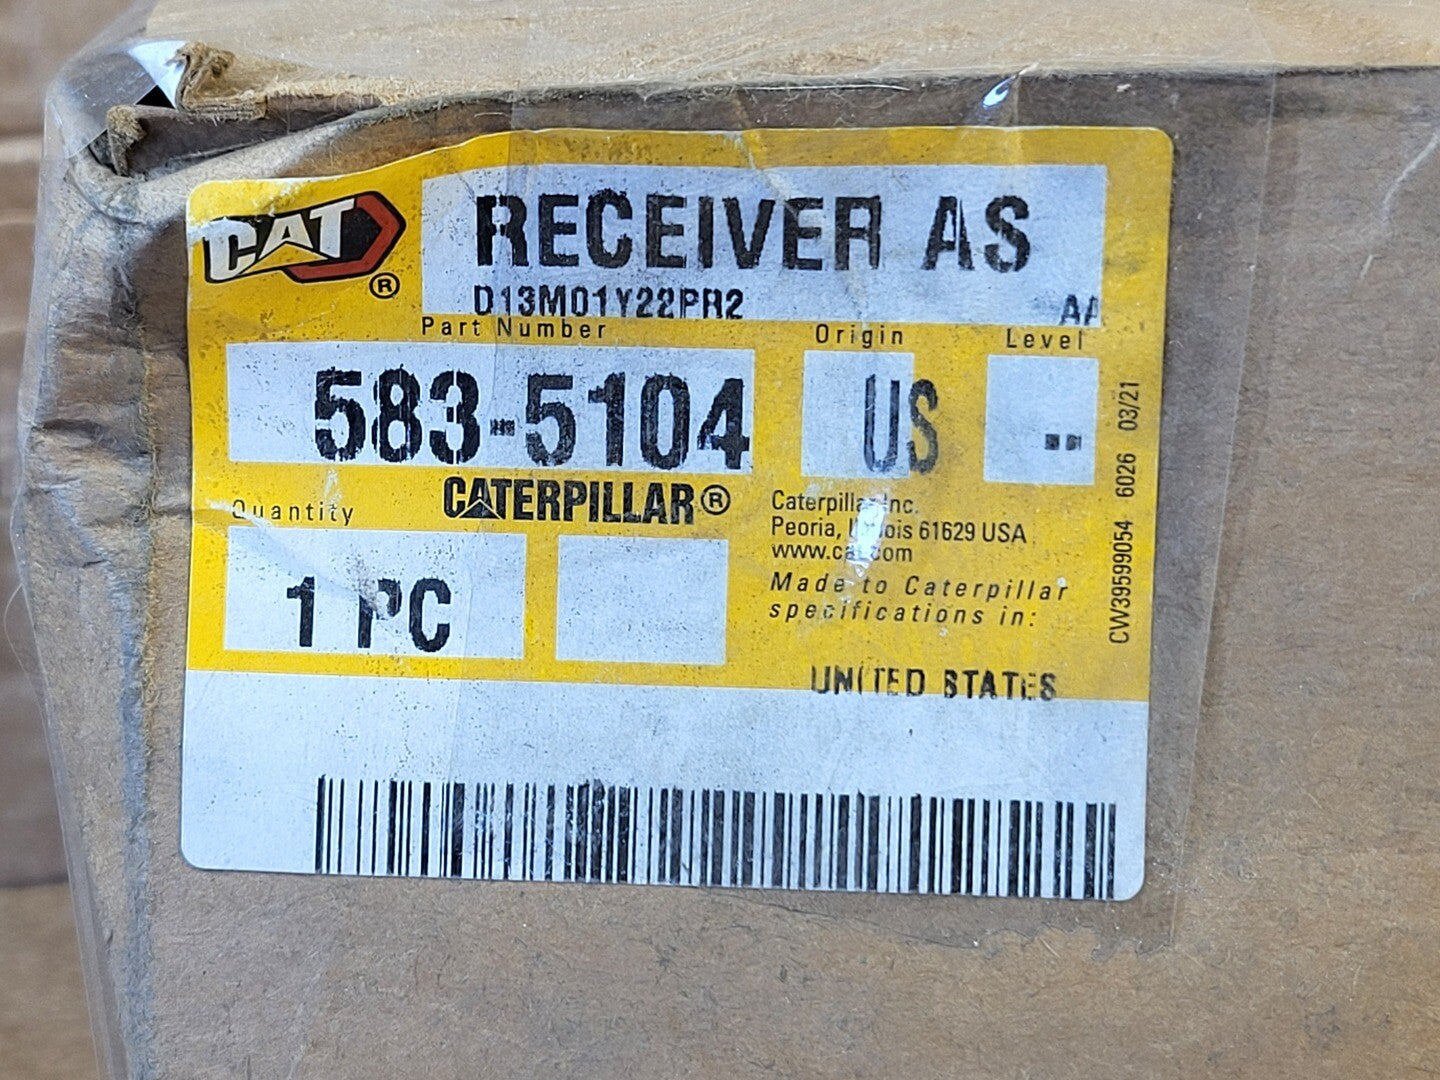 CAT ®
RECEIVER AS
D13M01Y22PR2 AA
Part Number Origin Level
583-5104 US --
Quantity CATERPILLAR®
1 PC
Caterpillar Inc.
Peoria, Illinois 61629 USA
www.cat.com
Made to Caterpillar
specifications in:
UNITED STATES
CW39599054 6026 03/21